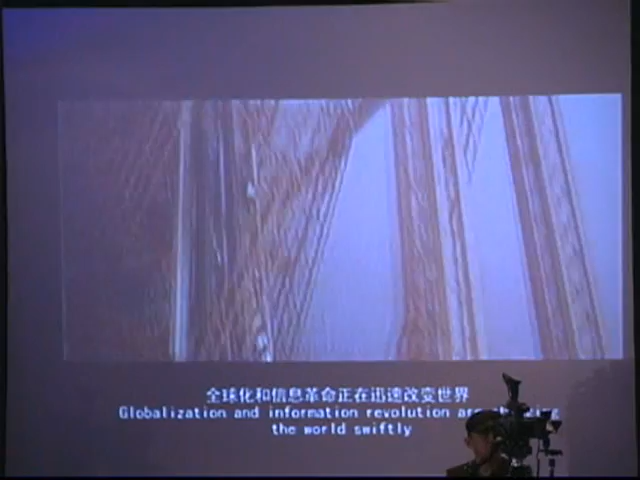 全球化和信息革命正在迅速改变世界
Globalization and information revolution are
the world swiftly